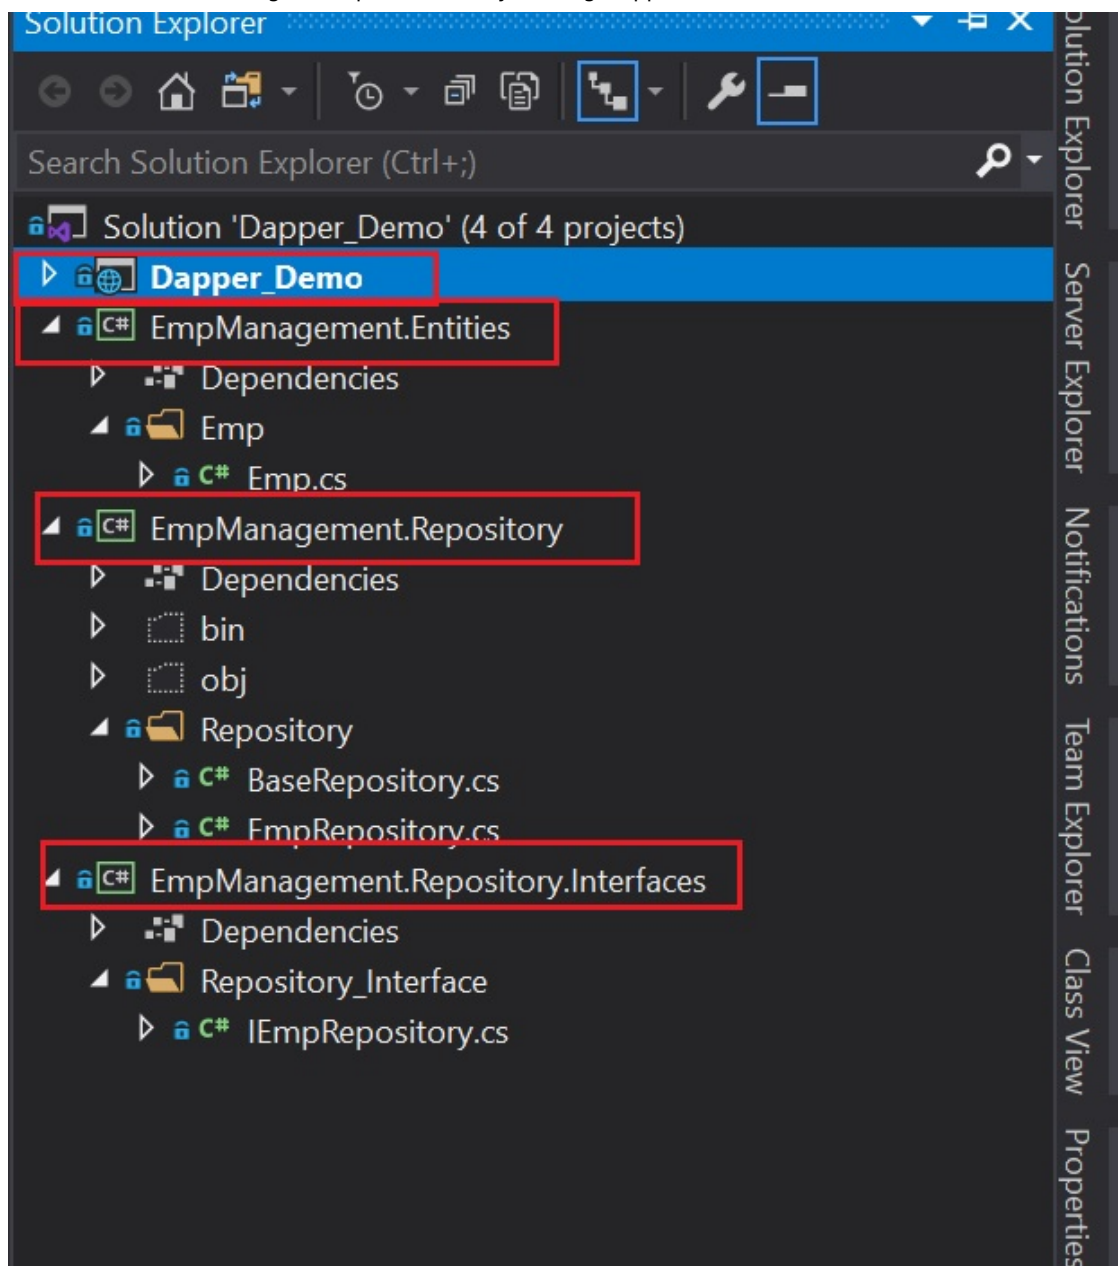 Solution Explorer
Search Solution Explorer (Ctrl+;)
Solution 'Dapper_Demo' (4 of 4 projects)
Dapper_Demo
C# EmpManagement.Entities
Dependencies
Emp
C# Emp.cs
C# EmpManagement.Repository
Dependencies
bin
obj
Repository
C# BaseRepository.cs
C# EmpRepository.cs
C# EmpManagement.Repository.Interfaces
Dependencies
Repository_Interface
C# IEmpRepository.cs
Solution Explorer
Server Explorer
Notifications
Team Explorer
Class View
Properties